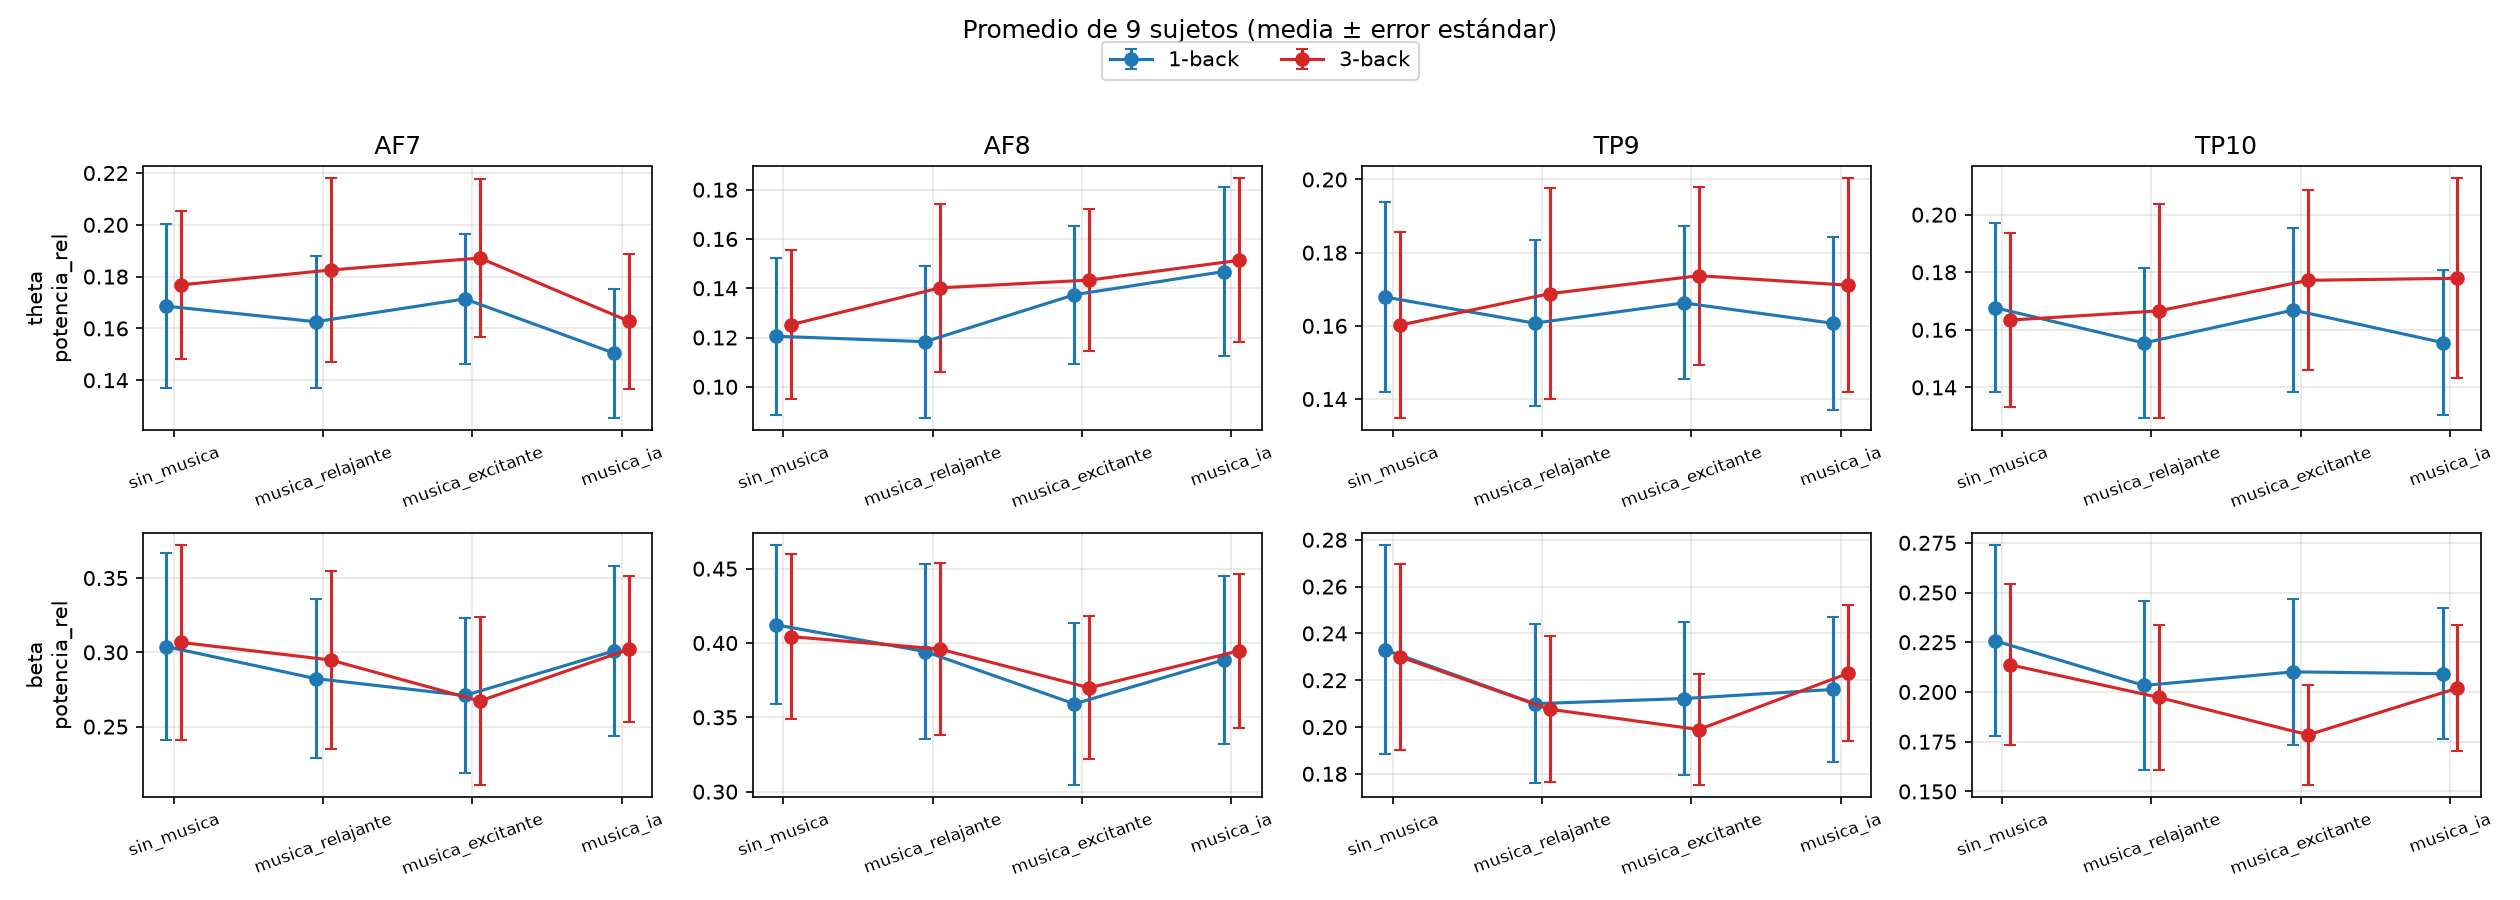 Promedio de 9 sujetos (media ± error estándar)
1-back 3-back
AF7 AF8 TP9 TP10
theta
potencia_rel
0.22
0.20
0.18
0.16
0.14
sin_musica musica_relajante musica_excitante musica_ia
0.18
0.16
0.14
0.12
0.10
sin_musica musica_relajante musica_excitante musica_ia
0.20
0.18
0.16
0.14
sin_musica musica_relajante musica_excitante musica_ia
0.20
0.18
0.16
0.14
sin_musica musica_relajante musica_excitante musica_ia
beta
potencia_rel
0.35
0.30
0.25
sin_musica musica_relajante musica_excitante musica_ia
0.45
0.40
0.35
0.30
sin_musica musica_relajante musica_excitante musica_ia
0.28
0.26
0.24
0.22
0.20
0.18
sin_musica musica_relajante musica_excitante musica_ia
0.275
0.250
0.225
0.200
0.175
0.150
sin_musica musica_relajante musica_excitante musica_ia